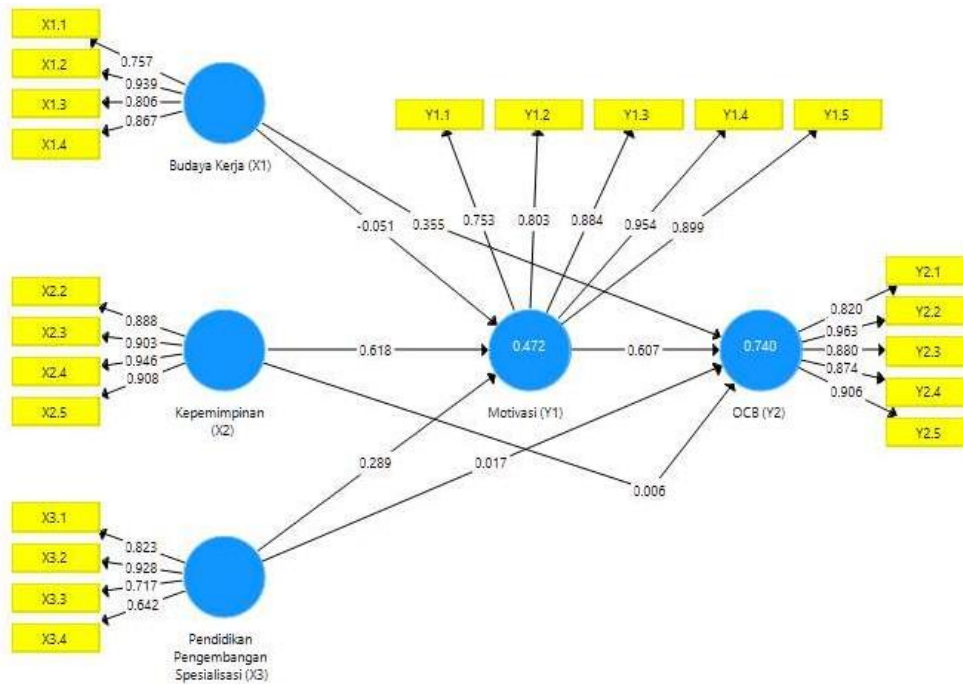 X1.1
X1.2
X1.3
X1.4
0.757
0.939
0.806
0.867
Budaya Kerja (X1)
Y1.1
Y1.2
Y1.3
Y1.4
Y1.5
-0.051
0.355
0.753
0.803
0.884
0.954
0.899
X2.2
X2.3
X2.4
X2.5
0.888
0.903
0.946
0.908
Kepemimpinan
(X2)
0.618
0.472
Motivasi (Y1)
0.607
0.740
OCB (Y2)
0.820
0.963
0.880
0.874
0.906
Y2.1
Y2.2
Y2.3
Y2.4
Y2.5
0.289
0.017
0.006
X3.1
X3.2
X3.3
X3.4
0.823
0.928
0.717
0.642
Pendidikan
Pengembangan
Spesialisasi (X3)